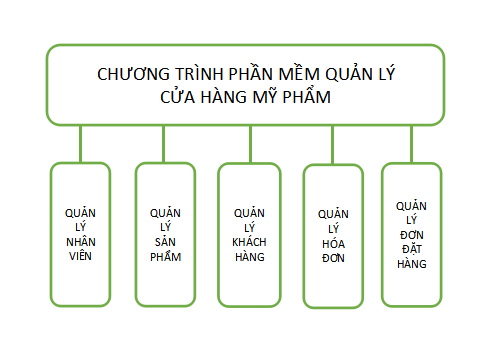 CHƯƠNG TRÌNH PHẦN MỀM QUẢN LÝ
CỬA HÀNG MỸ PHẨM
QUẢN
LÝ
NHÂN
VIÊN
QUẢN
LÝ
SẢN
PHẨM
QUẢN
LÝ
KHÁCH
HÀNG
QUẢN
LÝ
HÓA
ĐƠN
QUẢN
LÝ
ĐƠN
ĐẶT
HÀNG